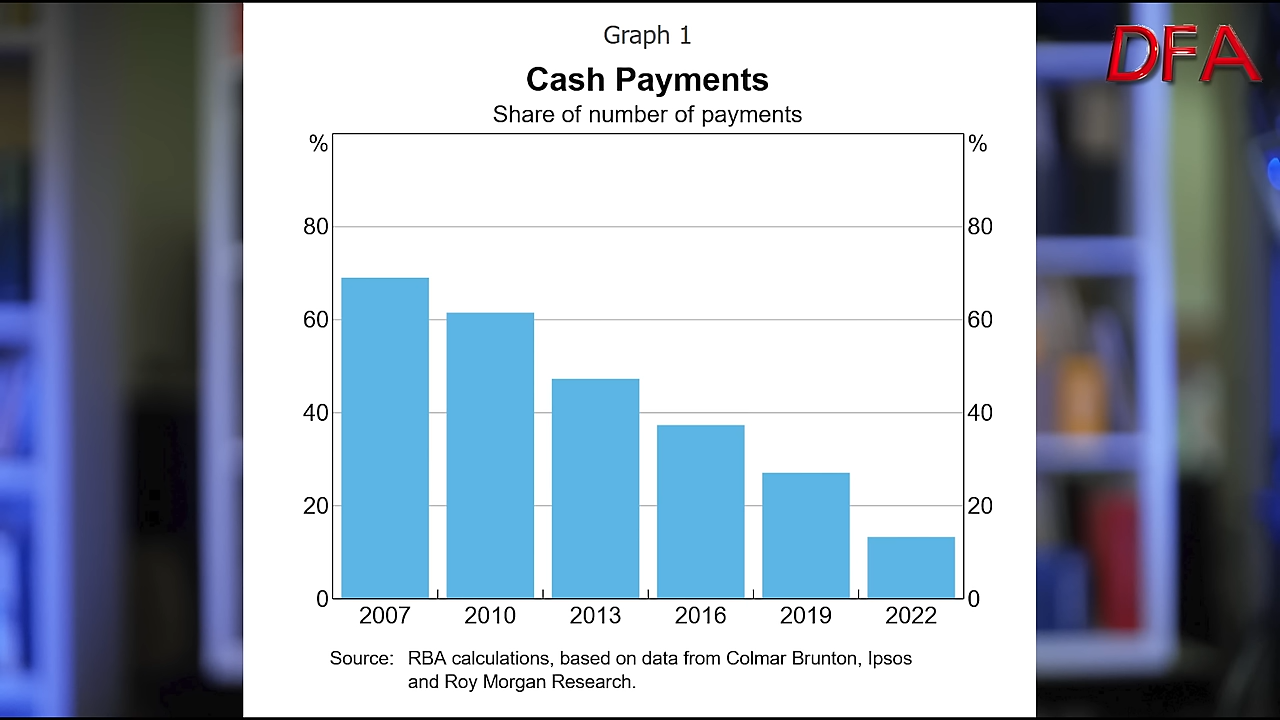 DFA
Graph 1
Cash Payments
Share of number of payments
% %
80 80
60 60
40 40
20 20
0 0
2007 2010 2013 2016 2019 2022
Source: RBA calculations, based on data from Colmar Brunton, Ipsos
and Roy Morgan Research.